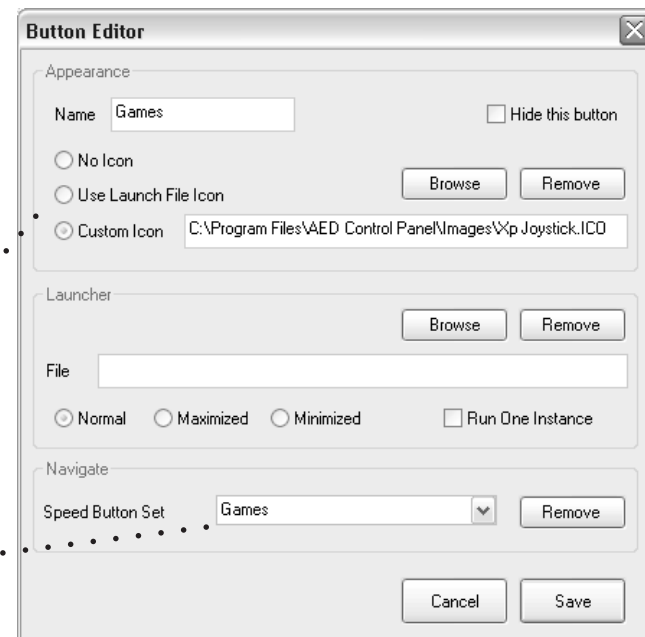 Button Editor
Appearance
Name Games Hide this button
No Icon
Use Launch File Icon Browse Remove
Custom Icon C:\Program Files\AED Control Panel\Images\Xp Joystick.ICO
Launcher
Browse Remove
File
Normal Maximized Minimized Run One Instance
Navigate
Speed Button Set Games Remove
Cancel Save